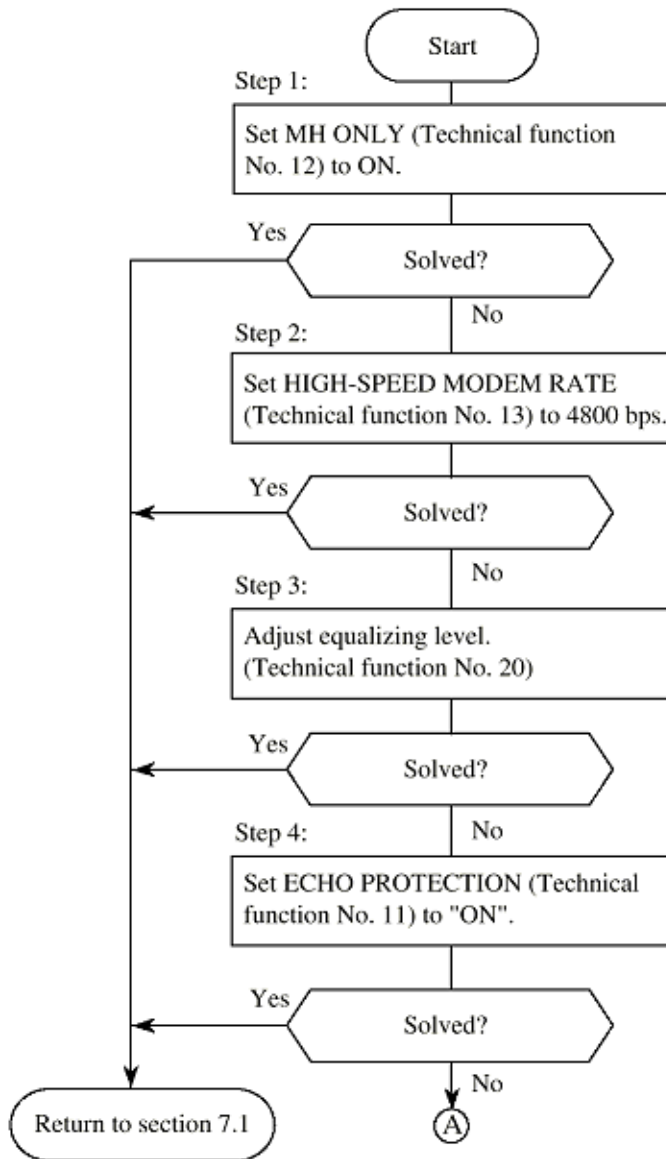 Start
Step 1:
Set MH ONLY (Technical function
No. 12) to ON.
Yes
Solved?
No
Step 2:
Set HIGH-SPEED MODEM RATE
(Technical function No. 13) to 4800 bps.
Yes
Solved?
No
Step 3:
Adjust equalizing level.
(Technical function No. 20)
Yes
Solved?
No
Step 4:
Set ECHO PROTECTION (Technical
function No. 11) to "ON".
Yes
Solved?
No
Return to section 7.1
A